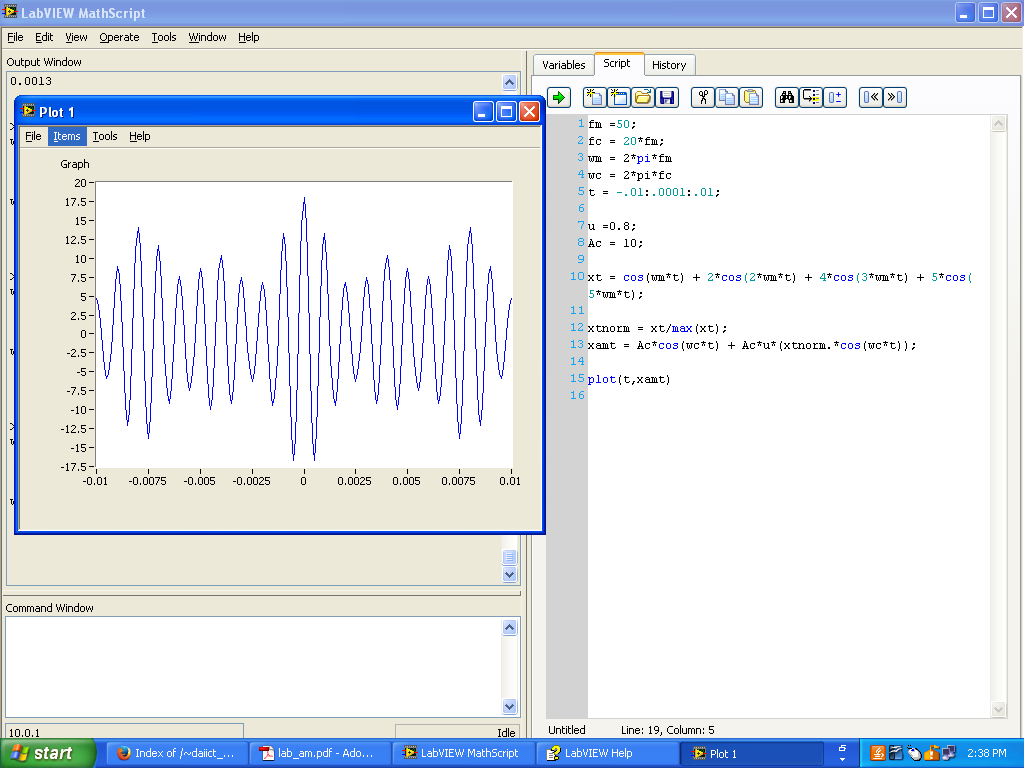 LabVIEW MathScript
File Edit View Operate Tools Window Help
Output Window
0.0013
Plot 1
File Items Tools Help
Graph
20
17.5
15
12.5
10
7.5
5
2.5
0
-2.5
-5
-7.5
-10
-12.5
-15
-17.5
-0.01 -0.0075 -0.005 -0.0025 0 0.0025 0.005 0.0075 0.01
Command Window
10.0.1 Idle
Variables Script History
1 fm =50;
2 fc = 20*fm;
3 wm = 2*pi*fm
4 wc = 2*pi*fc
5 t = -.01:.0001:.01;
6
7 u =0.8;
8 Ac = 10;
9
10 xt = cos(wm*t) + 2*cos(2*wm*t) + 4*cos(3*wm*t) + 5*cos(
5*wm*t);
11
12 xtnorm = xt/max(xt);
13 xamt = Ac*cos(wc*t) + Ac*u*(xtnorm.*cos(wc*t));
14
15 plot(t,xamt)
16
Untitled Line: 19, Column: 5
start Index of /~daiict_... lab_am.pdf - Ado... LabVIEW MathScript LabVIEW Help Plot 1 5 2:38 PM